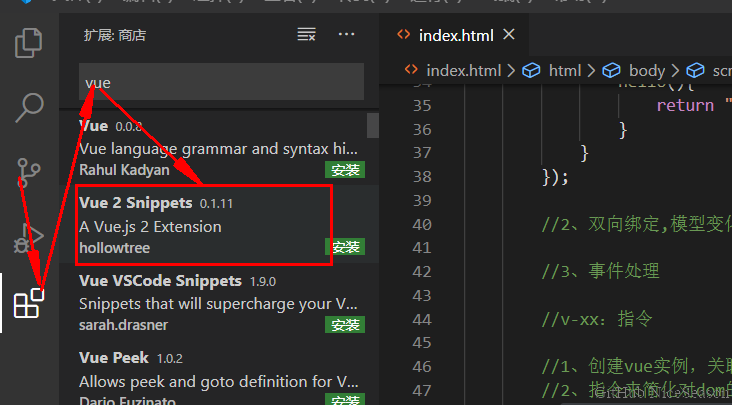 扩展: 商店
vue
Vue 0.0.8
Vue language grammar and syntax hi...
Rahul Kadyan 安装
Vue 2 Snippets 0.1.11
A Vue.js 2 Extension
hollowtree 安装
Vue VSCode Snippets 1.9.0
Snippets that will supercharge your V...
sarah.drasner 安装
Vue Peek 1.0.2
Allows peek and goto definition for V...
Dario Fuzinato 安装
index.html
index.html > html > body >
hello(){
35 return "
36 }
37 }
38 });
39
40 //2、双向绑定,模型变
41
42 //3、事件处理
43
44 //v-xx: 指令
45
46 //1、创建vue实例，关联
47 //2、指令来简化对dom的